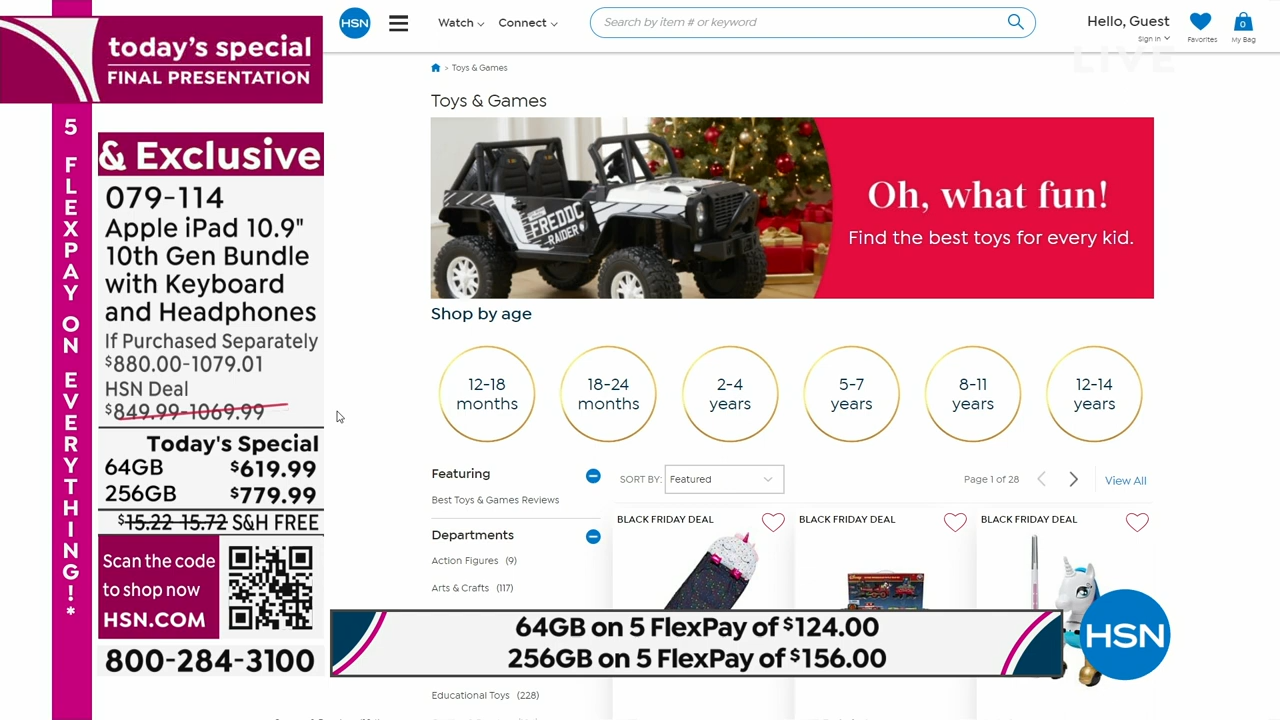 today's special
FINAL PRESENTATION
5 FLEXPAY ON EVERYTHING!*
& Exclusive
079-114
Apple iPad 10.9"
10th Gen Bundle
with Keyboard
and Headphones
If Purchased Separately
$880.00-1079.01
HSN Deal
$849.99-1069.99
Today's Special
64GB $619.99
256GB $779.99
$15.22-15.72 S&H FREE
Scan the code
to shop now
HSN.COM
800-284-3100
HSN
Watch
Connect
Search by item # or keyword
Hello, Guest
Sign in
Favorites
0
My Bag
LIVE
> Toys & Games
Toys & Games
FREDDO
RAIDER
Oh, what fun!
Find the best toys for every kid.
Shop by age
12-18
months
18-24
months
2-4
years
5-7
years
8-11
years
12-14
years
Featuring
Best Toys & Games Reviews
Departments
Action Figures (9)
Arts & Crafts (117)
Educational Toys (228)
SORT BY: Featured
Page 1 of 28
View All
BLACK FRIDAY DEAL
BLACK FRIDAY DEAL
BLACK FRIDAY DEAL
64GB on 5 FlexPay of $124.00
256GB on 5 FlexPay of $156.00
HSN